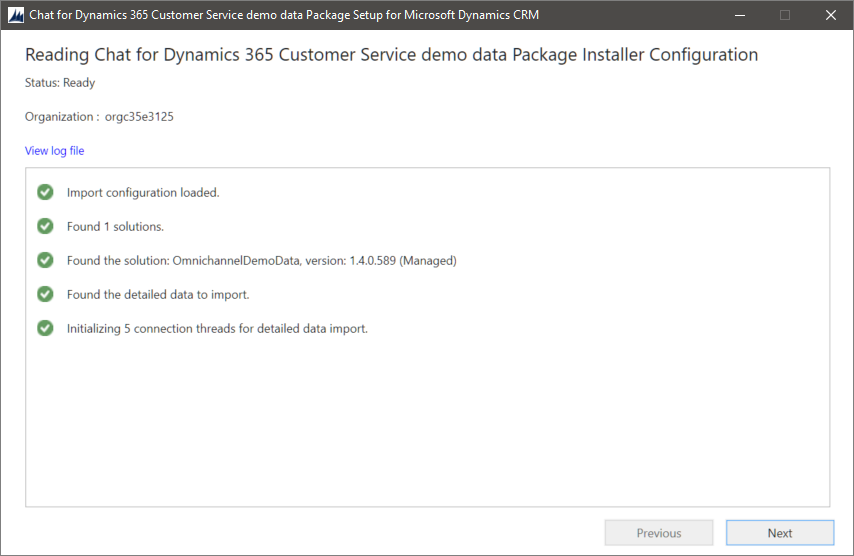 Chat for Dynamics 365 Customer Service demo data Package Setup for Microsoft Dynamics CRM
Reading Chat for Dynamics 365 Customer Service demo data Package Installer Configuration
Status: Ready
Organization : orgc35e3125
View log file
Import configuration loaded.
Found 1 solutions.
Found the solution: OmnichannelDemoData, version: 1.4.0.589 (Managed)
Found the detailed data to import.
Initializing 5 connection threads for detailed data import.
Previous Next